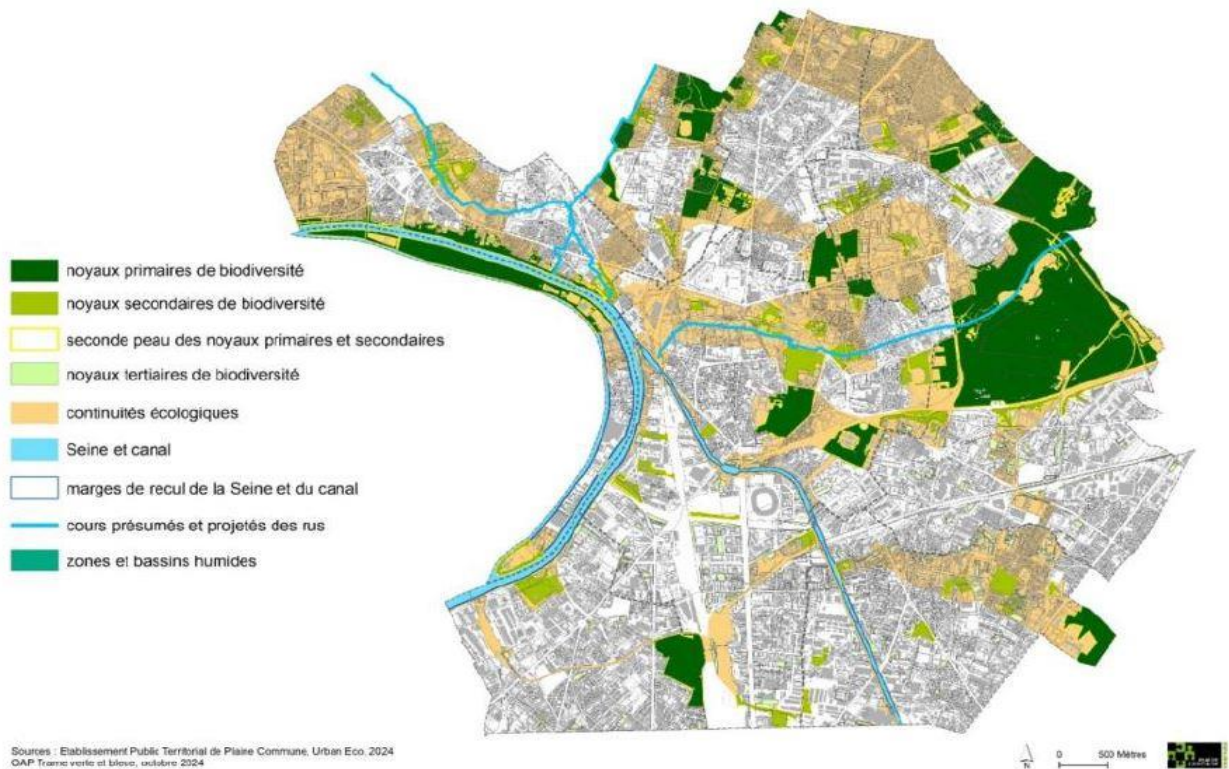 noyaux primaires de biodiversité
noyaux secondaires de biodiversité
seconde peau des noyaux primaires et secondaires
noyaux tertiaires de biodiversité
continuités écologiques
Seine et canal
marges de recul de la Seine et du canal
cours présumés et projetés des rus
zones et bassins humides
Sources : Etablissement Public Territorial de Plaine Commune, Urban Eco, 2024
OAP Trame verte et bleue, octobre 2024
N
0 500 Mètres